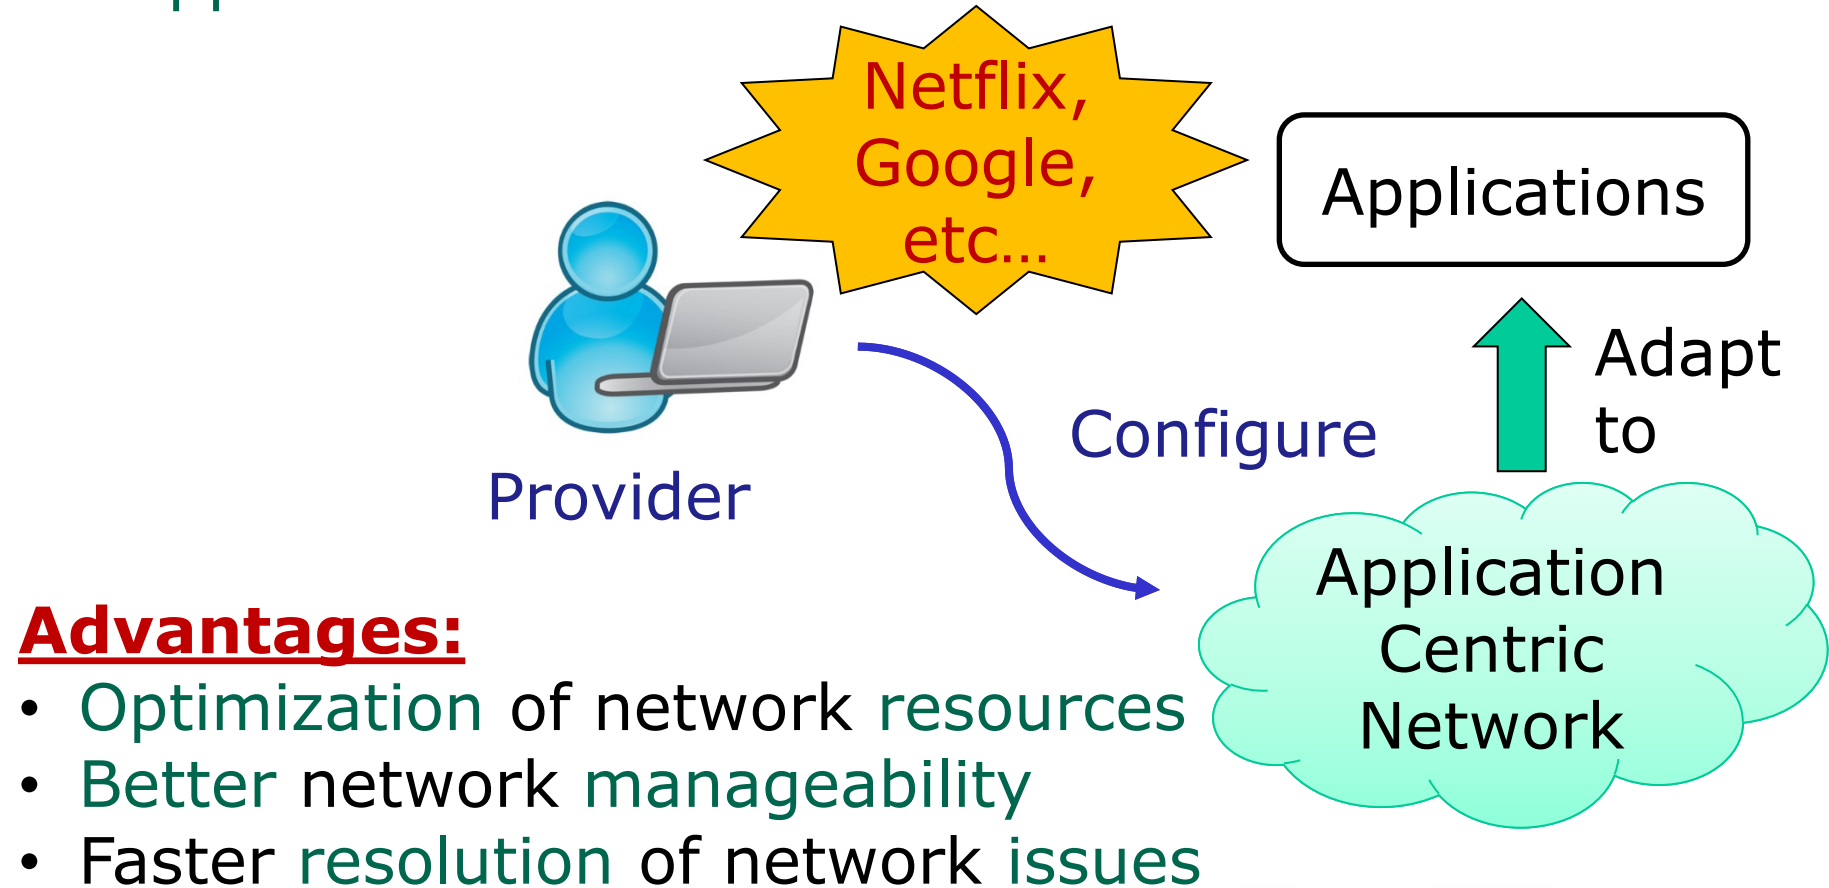 Netflix,
Google,
etc...
Applications
Adapt
to
Configure
Provider
Application
Centric
Network
Advantages:
• Optimization of network resources
• Better network manageability
• Faster resolution of network issues